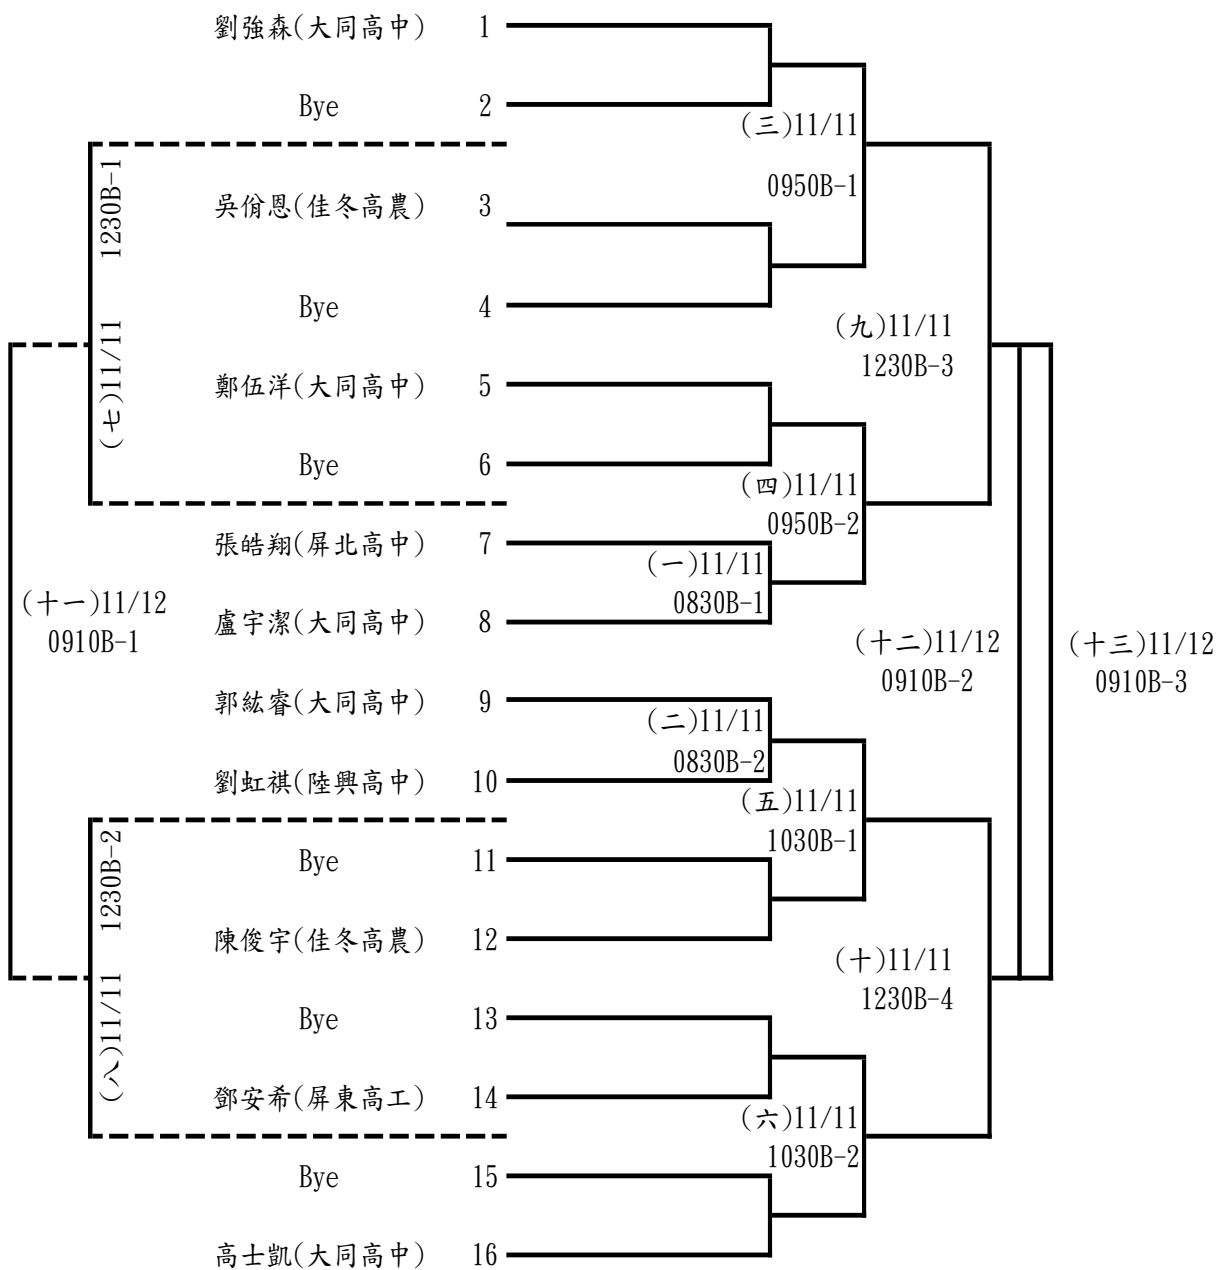 劉強森(大同高中) 1
Bye 2
(三)11/11
0950B-1
1230B-1
(七)11/11
吳佾恩(佳冬高農) 3
Bye 4
(九)11/11
1230B-3
鄭伍洋(大同高中) 5
Bye 6
(四)11/11
0950B-2
張皓翔(屏北高中) 7
(一)11/11
0830B-1
盧宇潔(大同高中) 8
(十一)11/12
0910B-1
(十二)11/12
0910B-2
(十三)11/12
0910B-3
郭紘睿(大同高中) 9
(二)11/11
0830B-2
劉虹祺(陸興高中) 10
(五)11/11
1030B-1
1230B-2
(八)11/11
Bye 11
陳俊宇(佳冬高農) 12
(十)11/11
1230B-4
Bye 13
鄧安希(屏東高工) 14
(六)11/11
1030B-2
Bye 15
高士凱(大同高中) 16